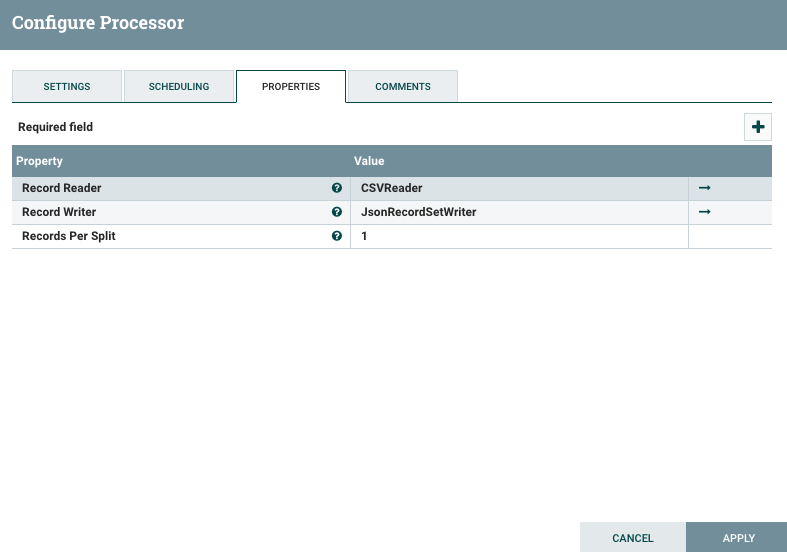 Configure Processor
SETTINGS SCHEDULING PROPERTIES COMMENTS
Required field
Property Value
Record Reader CSVReader
Record Writer JsonRecordSetWriter
Records Per Split 1
CANCEL APPLY